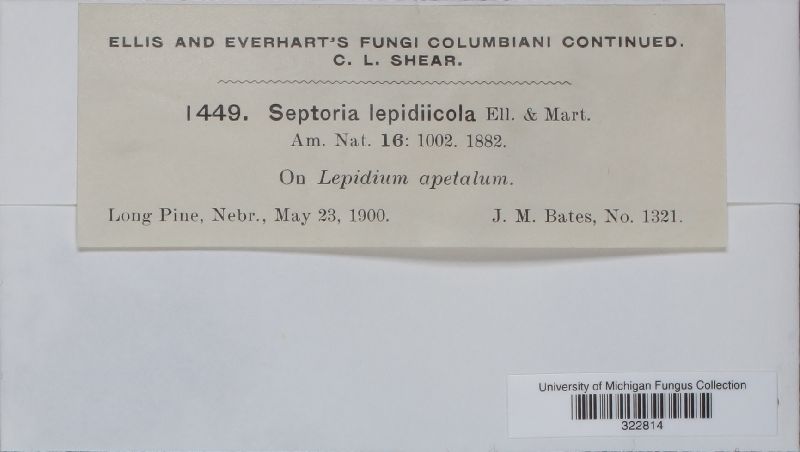 ELLIS AND EVERHART'S FUNGI COLUMBIANI CONTINUED.
C. L. SHEAR.
1449. Septoria lepidiicola Ell. & Mart.
Am. Nat. 16: 1002. 1882.
On Lepidium apetalum.
Long Pine, Nebr., May 23, 1900. J. M. Bates, No. 1321.
University of Michigan Fungus Collection
322814